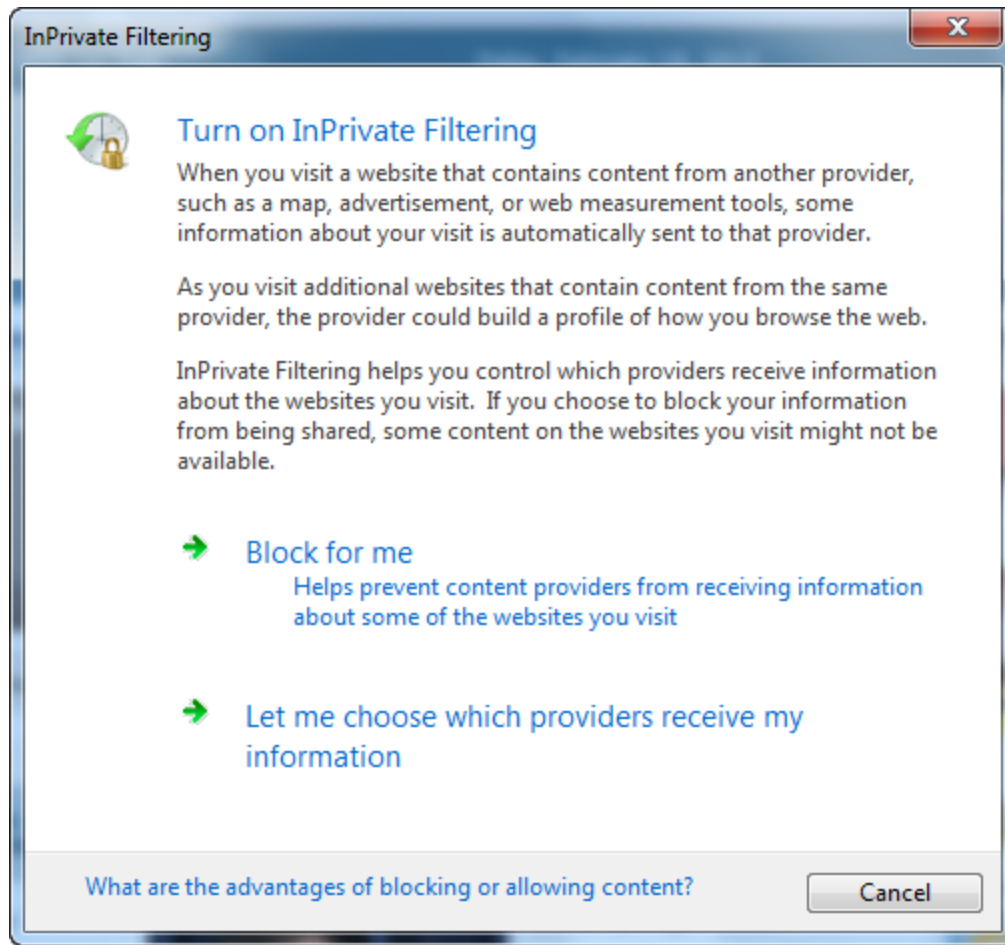 InPrivate Filtering
Turn on InPrivate Filtering
When you visit a website that contains content from another provider,
such as a map, advertisement, or web measurement tools, some
information about your visit is automatically sent to that provider.
As you visit additional websites that contain content from the same
provider, the provider could build a profile of how you browse the web.
InPrivate Filtering helps you control which providers receive information
about the websites you visit.  If you choose to block your information
from being shared, some content on the websites you visit might not be
available.
Block for me
Helps prevent content providers from receiving information
about some of the websites you visit
Let me choose which providers receive my
information
What are the advantages of blocking or allowing content?
Cancel